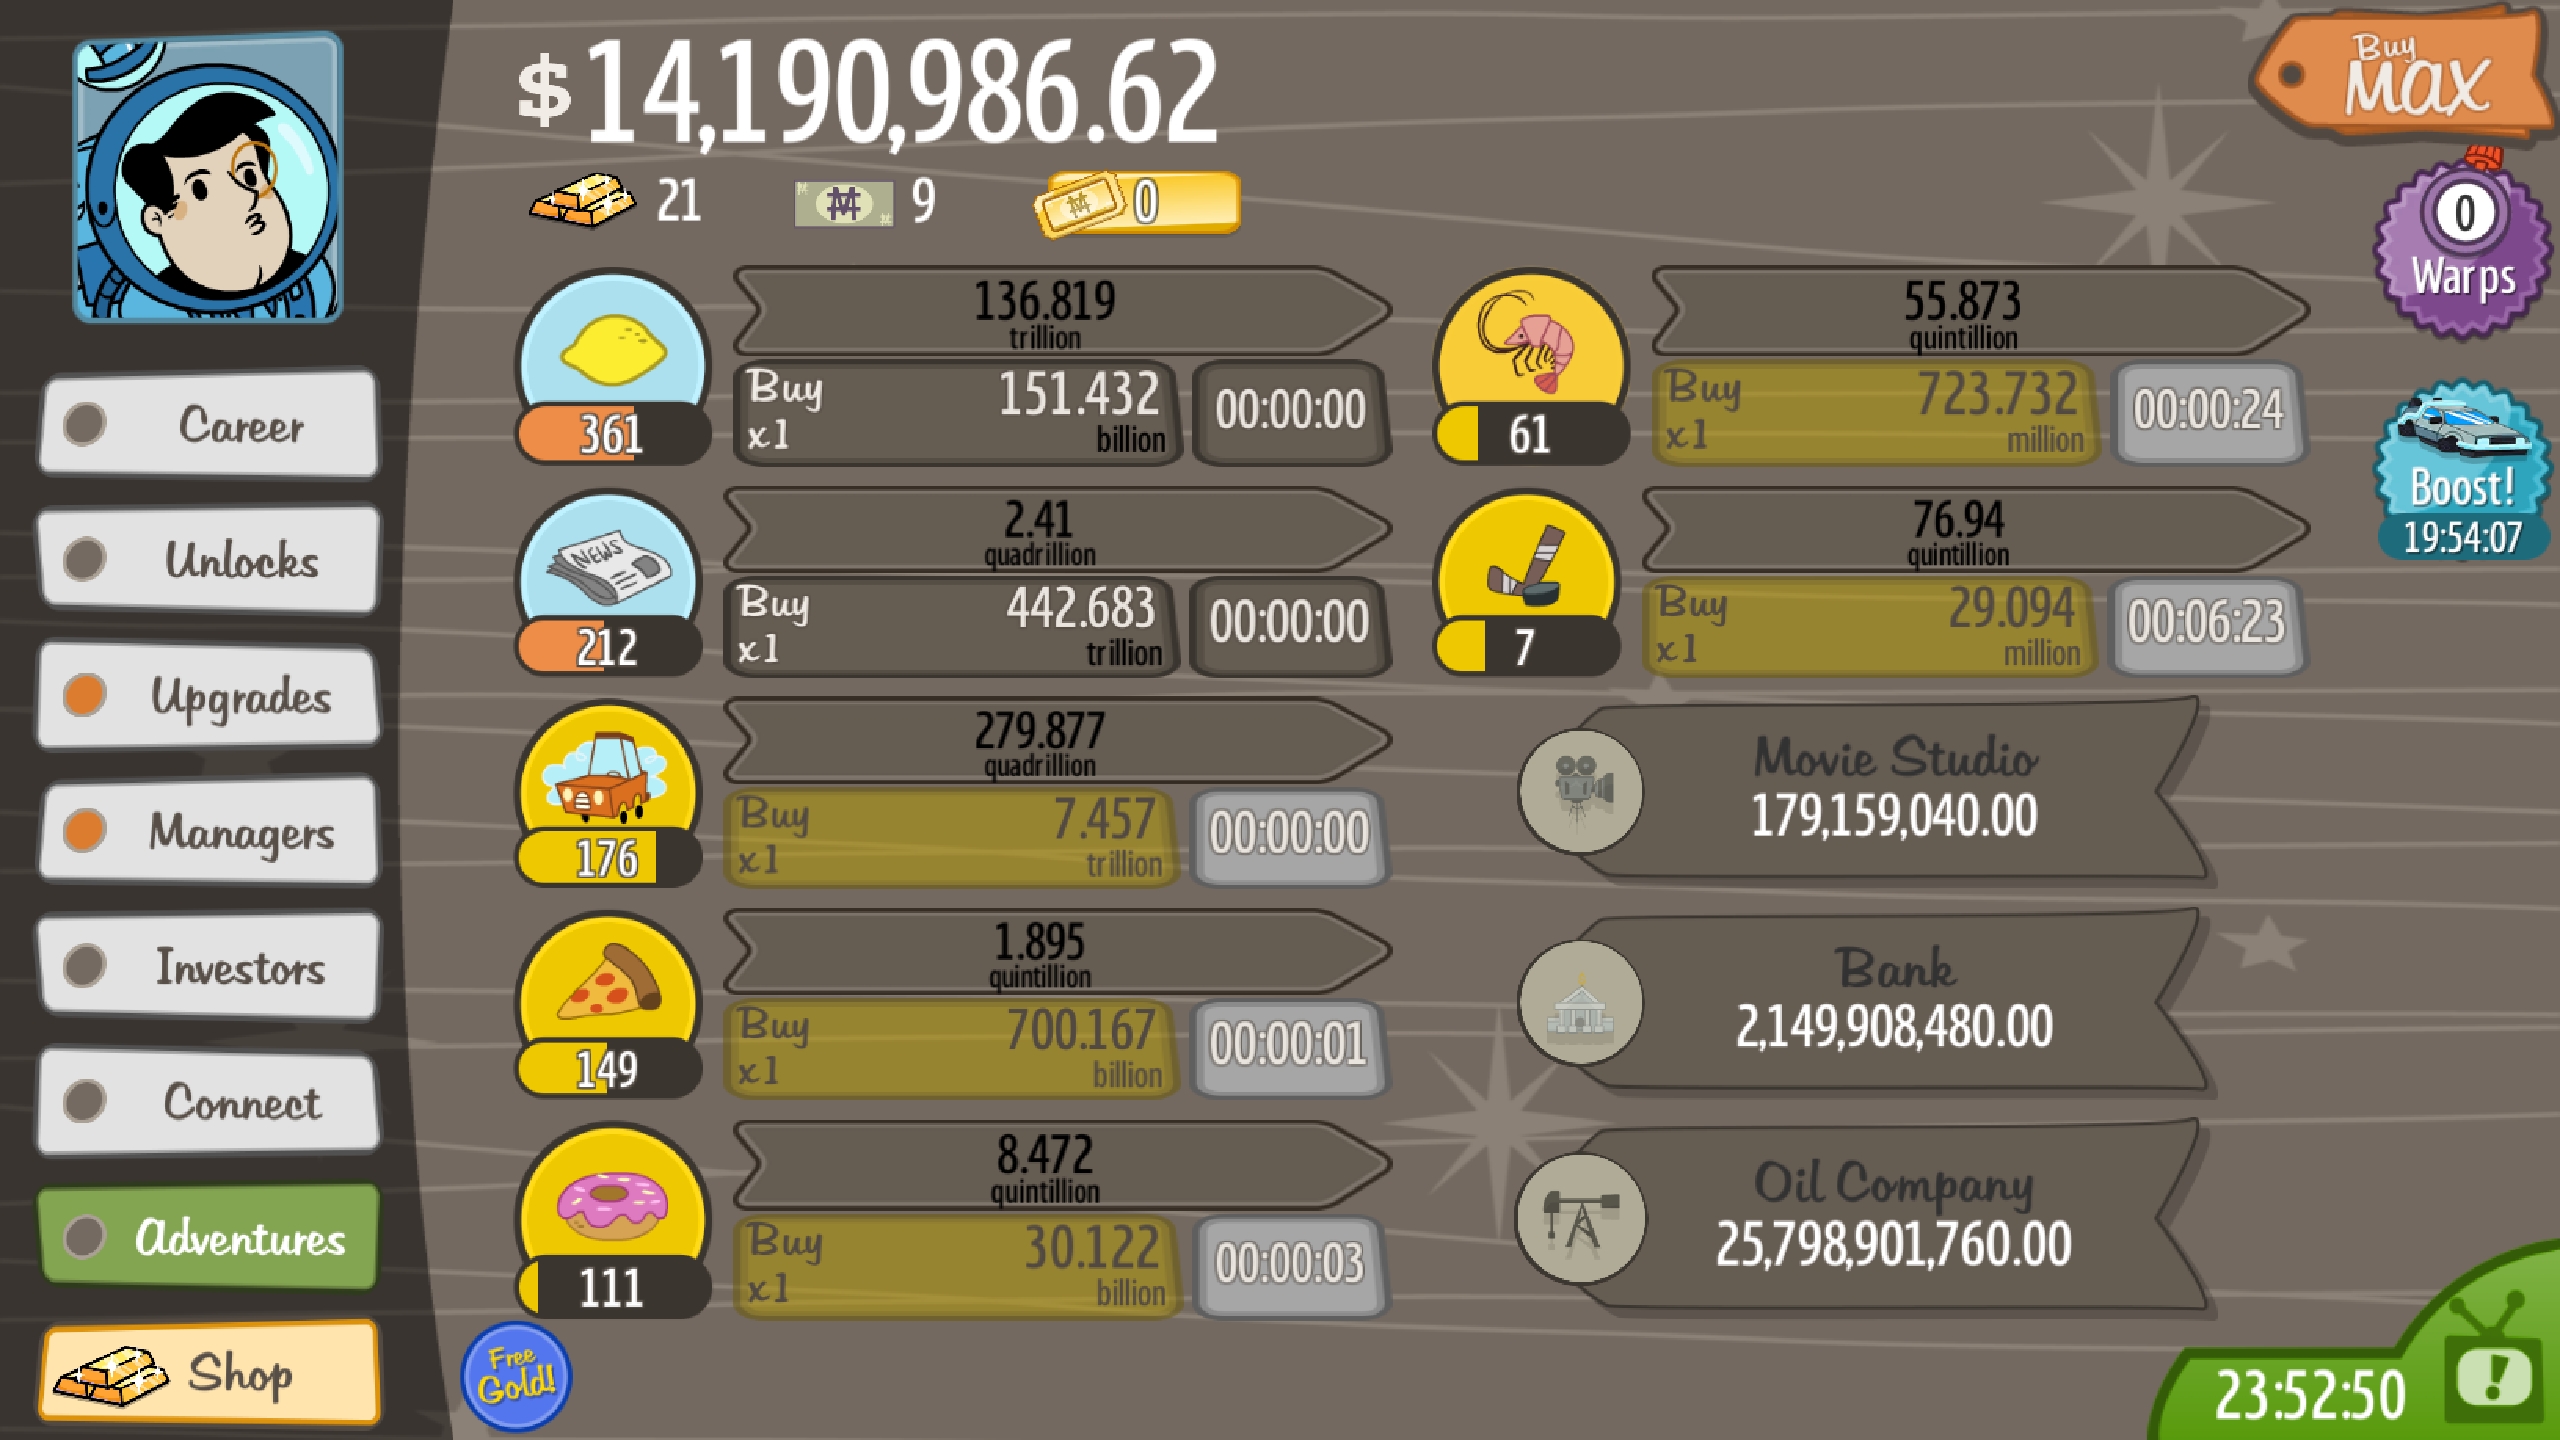 $14,190,986.62
Buy
MAX
21
9
0
0
Warps
Boost!
19:54:07
Career
Unlocks
Upgrades
Managers
Investors
Connect
Adventures
Shop
136.819
trillion
361
Buy
x1
151.432
billion
00:00:00
NEWS
2.41
quadrillion
212
Buy
x1
442.683
trillion
00:00:00
279.877
quadrillion
176
Buy
x1
7.457
trillion
00:00:00
1.895
quintillion
149
Buy
x1
700.167
billion
00:00:01
8.472
quintillion
111
Buy
x1
30.122
billion
00:00:03
55.873
quintillion
61
Buy
x1
723.732
million
00:00:24
76.94
quintillion
7
Buy
x1
29.094
million
00:06:23
Movie Studio
179,159,040.00
Bank
2,149,908,480.00
Oil Company
25,798,901,760.00
Free
Gold!
23:52:50
!